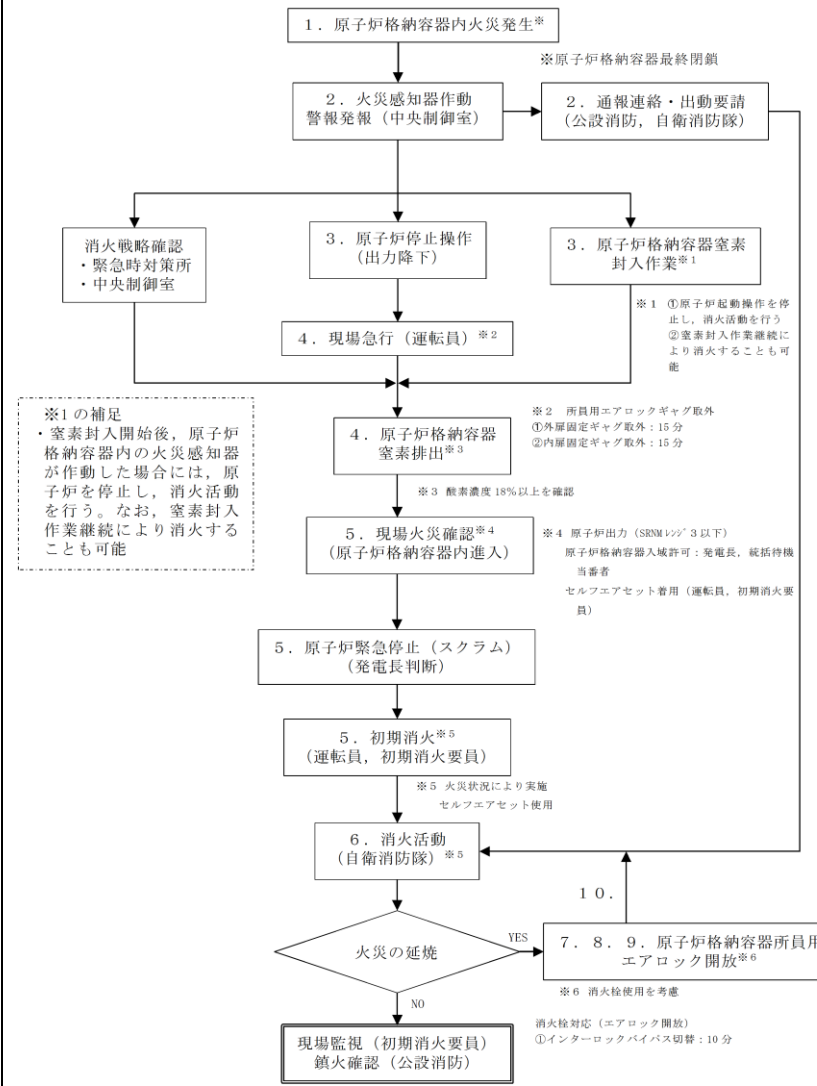 １．原子炉格納容器内火災発生※
※原子炉格納容器最終閉鎖
２．火災感知器作動
警報発報（中央制御室）
２．通報連絡・出動要請
（公設消防，自衛消防隊）
消火戦略確認
・緊急時対策所
・中央制御室
３．原子炉停止操作
（出力降下）
３．原子炉格納容器窒素
封入作業※１
※１ ①原子炉起動操作を停
止し，消火活動を行う
②窒素封入作業継続に
より消火することも可
能
４．現場急行（運転員）※２
※1 の補足
・窒素封入開始後，原子炉
格納容器内の火災感知器
が作動した場合には，原
子炉を停止し，消火活動
を行う。なお，窒素封入
作業継続により消火する
ことも可能
※２ 所員用エアロックギャグ取外
①外扉固定ギャグ取外：15 分
②内扉固定ギャグ取外：15 分
４．原子炉格納容器
窒素排出※３
※３ 酸素濃度 18％以上を確認
５．現場火災確認※４
（原子炉格納容器内進入）
※４ 原子炉出力（SRNM ﾚﾝｼﾞ 3 以下）
原子炉格納容器入域許可：発電長，統括待機
当番者
セルフエアセット着用（運転員，初期消火要
員）
５．原子炉緊急停止（スクラム）
（発電長判断）
５．初期消火※５
（運転員，初期消火要員）
※５ 火災状況により実施
セルフエアセット使用
６．消火活動
（自衛消防隊）※５
１０．
火災の延焼
YES
７．８．９．原子炉格納容器所員用
エアロック開放※６
※６ 消火栓使用を考慮
NO
消火栓対応（エアロック開放）
①インターロックバイパス切替：10 分
現場監視（初期消火要員）
鎮火確認（公設消防）